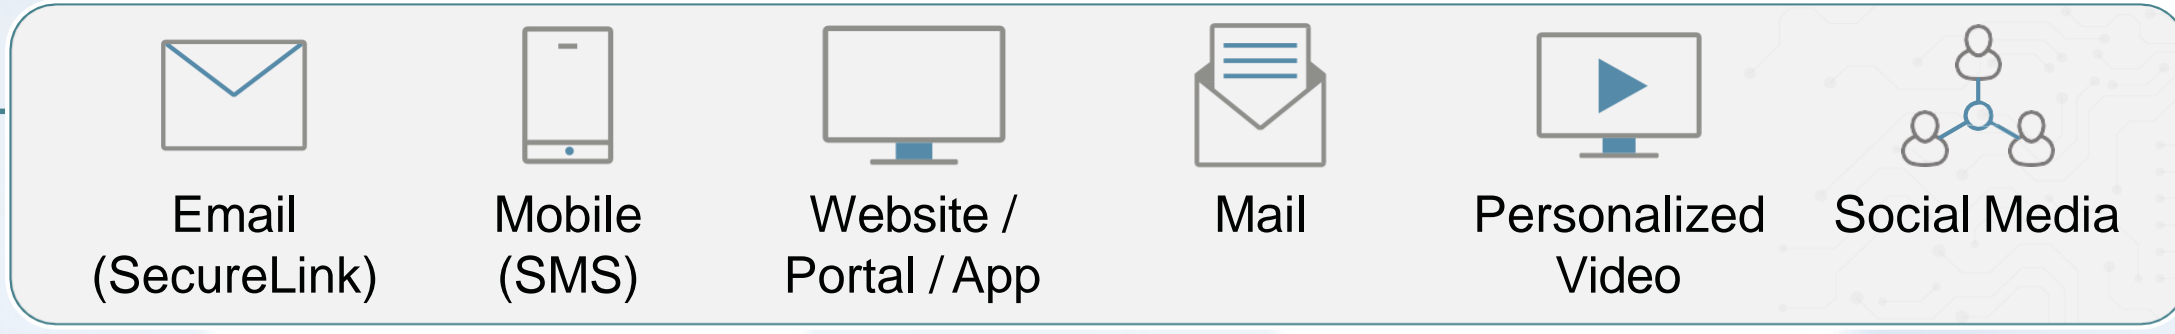 Email
(SecureLink)
Mobile
(SMS)
Website /
Portal / App
Mail
Personalized
Video
Social Media